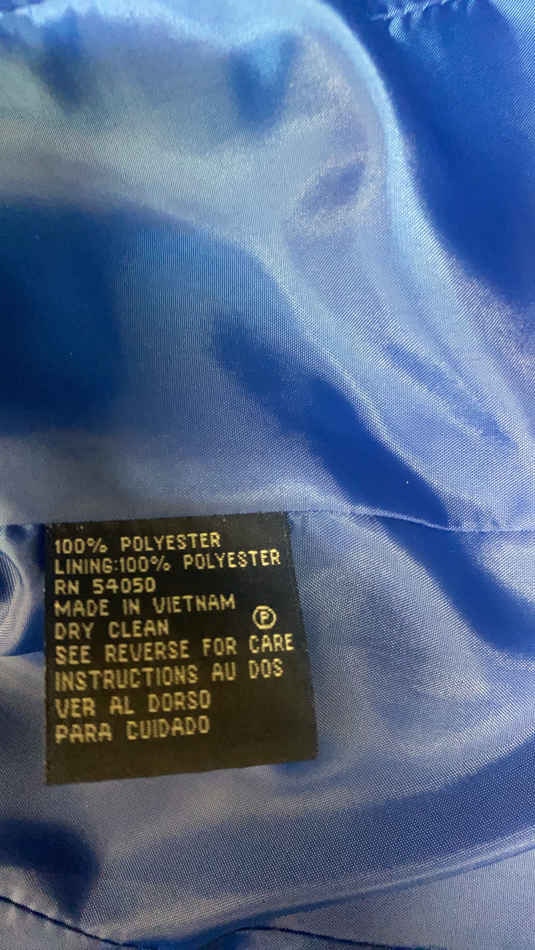 100% POLYESTER
LINING:100% POLYESTER
RN 54050
MADE IN VIETNAM
DRY CLEAN Ⓟ
SEE REVERSE FOR CARE
INSTRUCTIONS AU DOS
VER AL DORSO
PARA CUIDADO